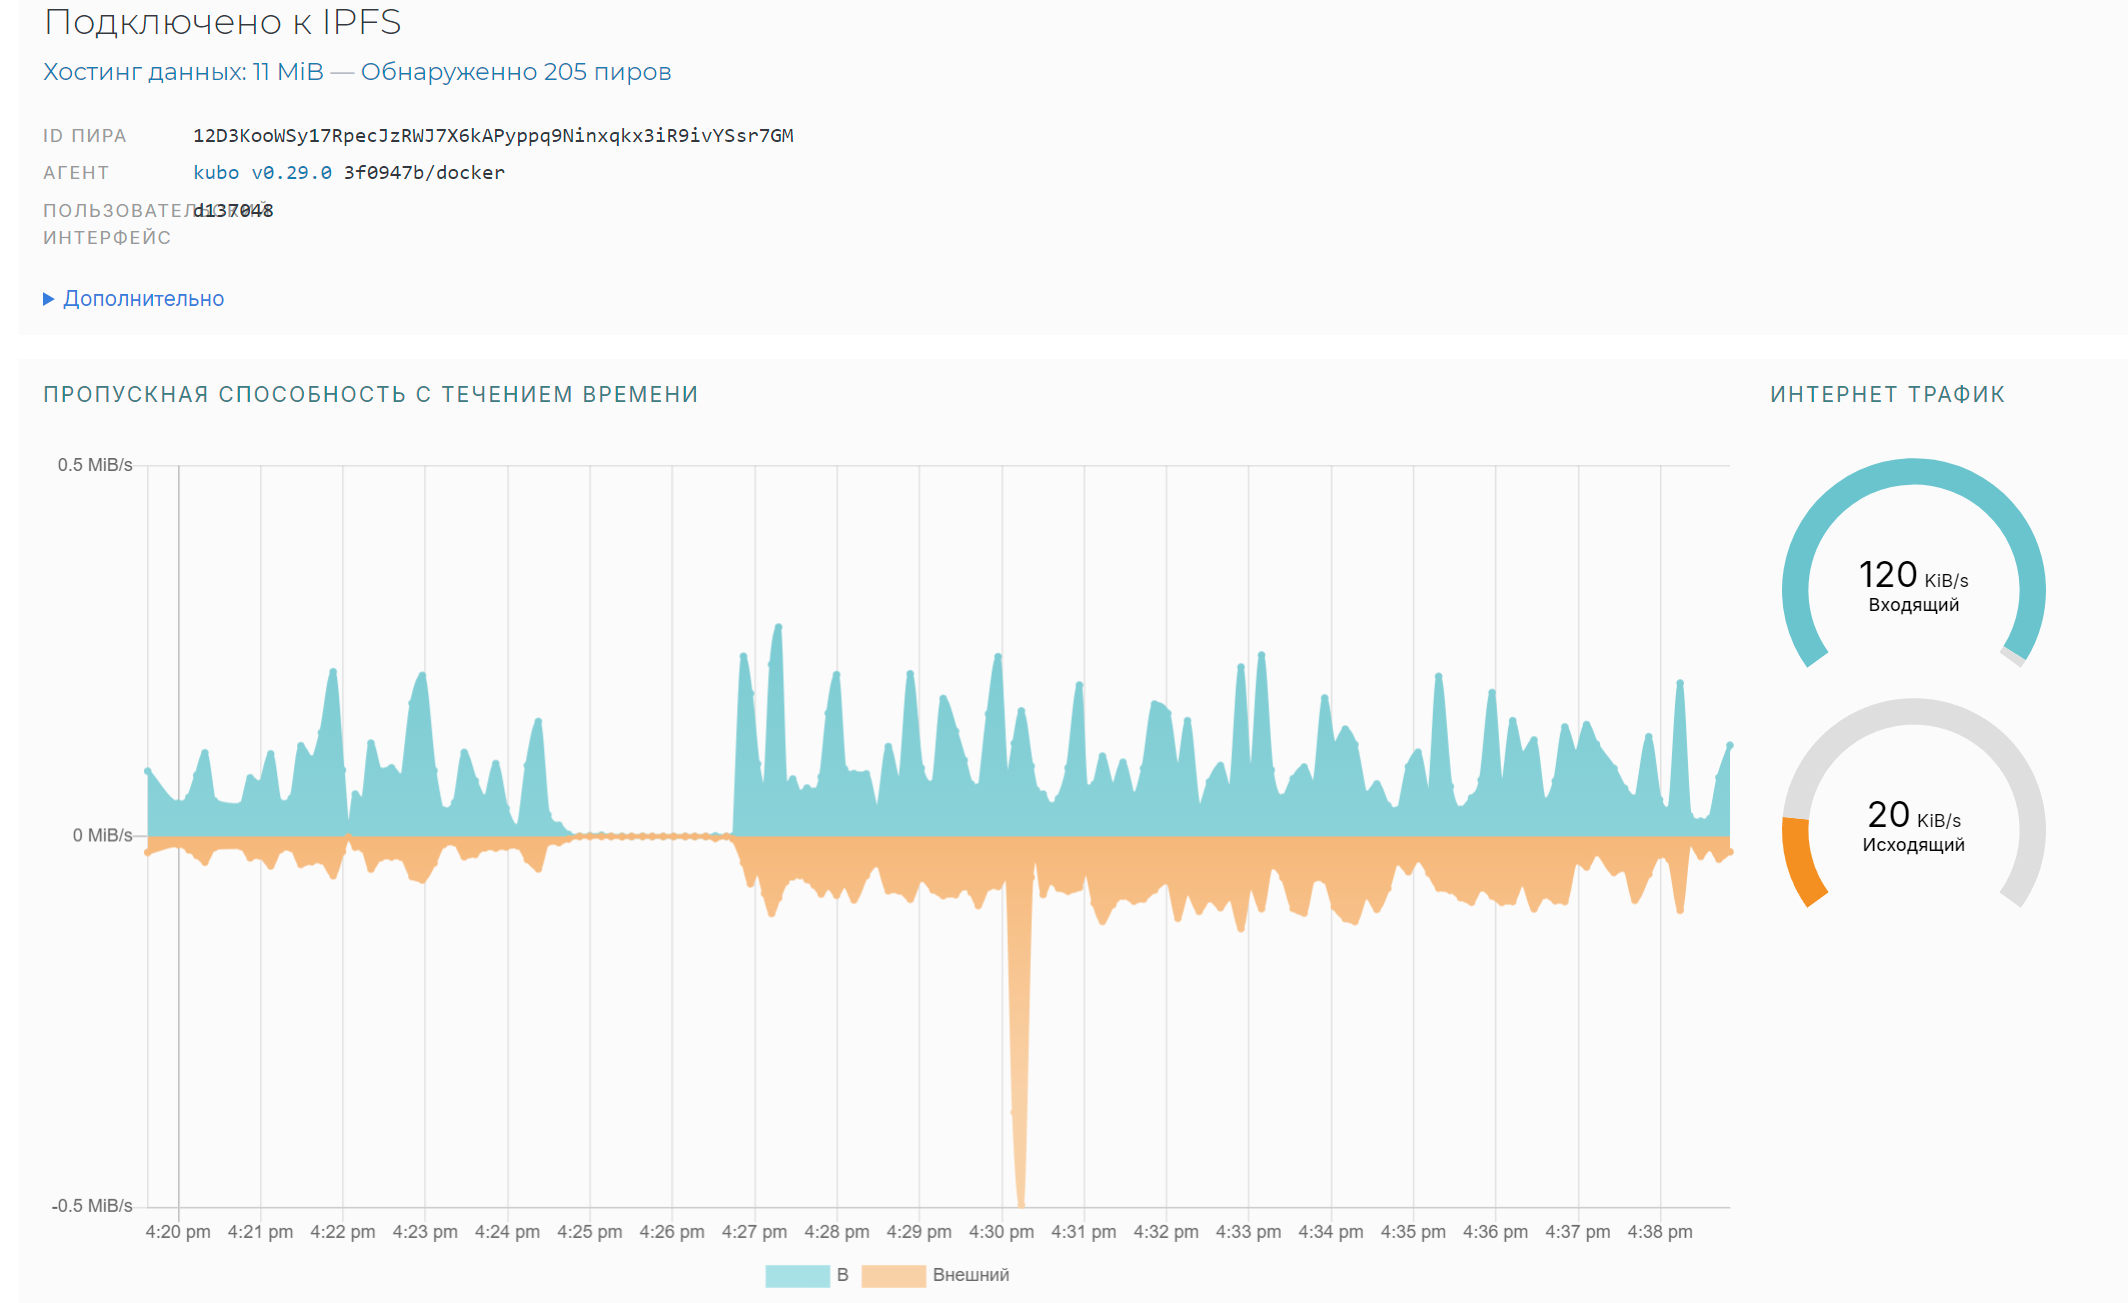 Подключено к IPFS
Хостинг данных: 11 MiB — Обнаруженно 205 пиров
ID ПИРА 12D3KooWSy17RpecJzRWJ7X6kAPyppq9Ninxqkx3iR9ivYSsr7GM
АГЕНТ kubo v0.29.0 3f0947b/docker
ПОЛЬЗОВАТЕЛЬСКИЙ d137048
ИНТЕРФЕЙС
Дополнительно
ПРОПУСКНАЯ СПОСОБНОСТЬ С ТЕЧЕНИЕМ ВРЕМЕНИ
0.5 MiB/s
0 MiB/s
-0.5 MiB/s
4:20 pm 4:21 pm 4:22 pm 4:23 pm 4:24 pm 4:25 pm 4:26 pm 4:27 pm 4:28 pm 4:29 pm 4:30 pm 4:31 pm 4:32 pm 4:33 pm 4:34 pm 4:35 pm 4:36 pm 4:37 pm 4:38 pm
В Внешний
ИНТЕРНЕТ ТРАФИК
120 KiB/s
Входящий
20 KiB/s
Исходящий